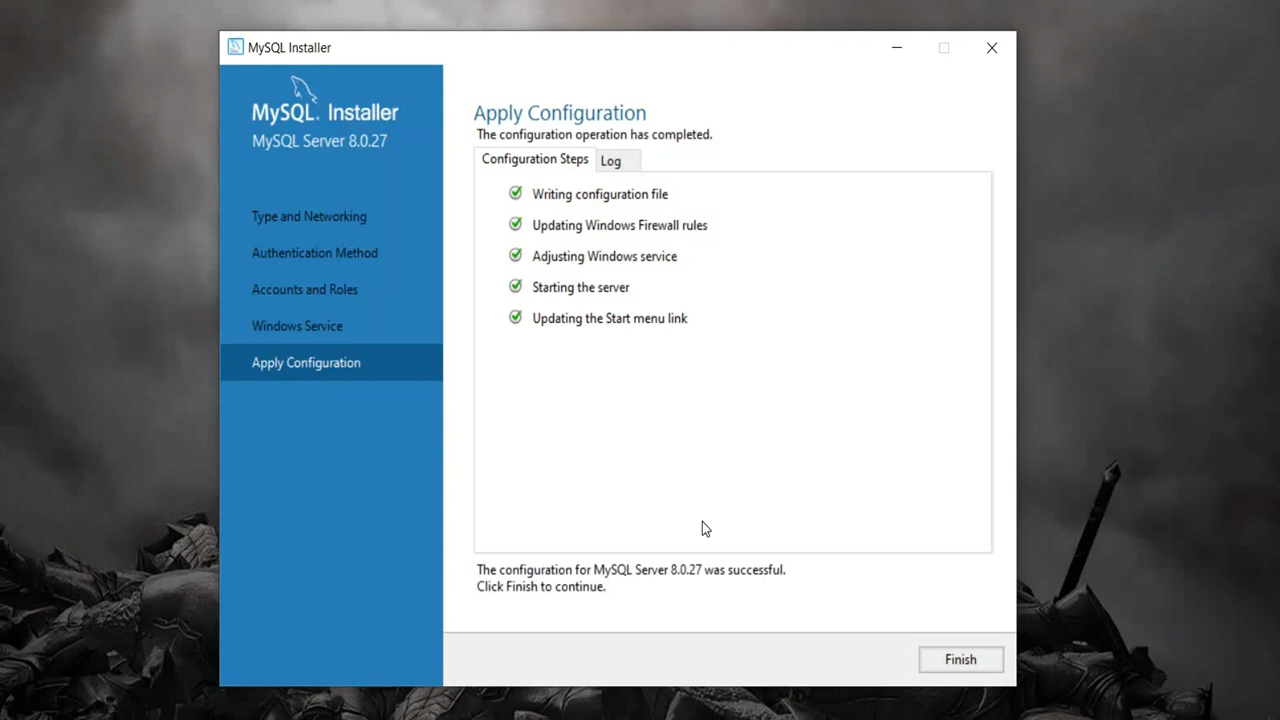 MySQL Installer
MySQL. Installer
MySQL Server 8.0.27
Type and Networking
Authentication Method
Accounts and Roles
Windows Service
Apply Configuration
Apply Configuration
The configuration operation has completed.
Configuration Steps Log
Writing configuration file
Updating Windows Firewall rules
Adjusting Windows service
Starting the server
Updating the Start menu link
The configuration for MySQL Server 8.0.27 was successful.
Click Finish to continue.
Finish